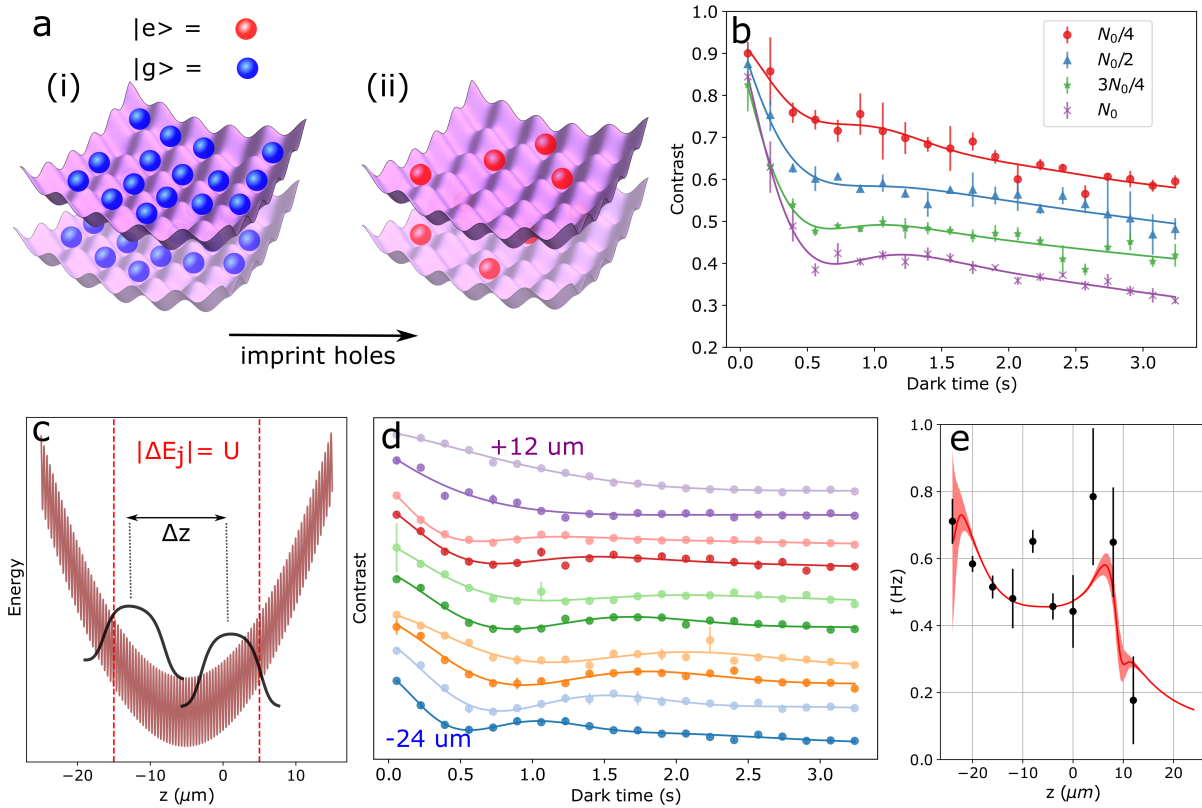 a
|e> =
|g> =
(i)
(ii)
imprint holes
b
N₀/4
N₀/2
3N₀/4
N₀
Contrast
1.0
0.9
0.8
0.7
0.6
0.5
0.4
0.3
0.2
0.0 0.5 1.0 1.5 2.0 2.5 3.0
Dark time (s)
c
|ΔEⱼ| = U
Δz
Energy
−20 −10 0 10
z (μm)
d
+12 um
-24 um
Contrast
0.0 0.5 1.0 1.5 2.0 2.5 3.0
Dark time (s)
e
f (Hz)
1.0
0.8
0.6
0.4
0.2
0.0
−20 −10 0 10 20
z (μm)